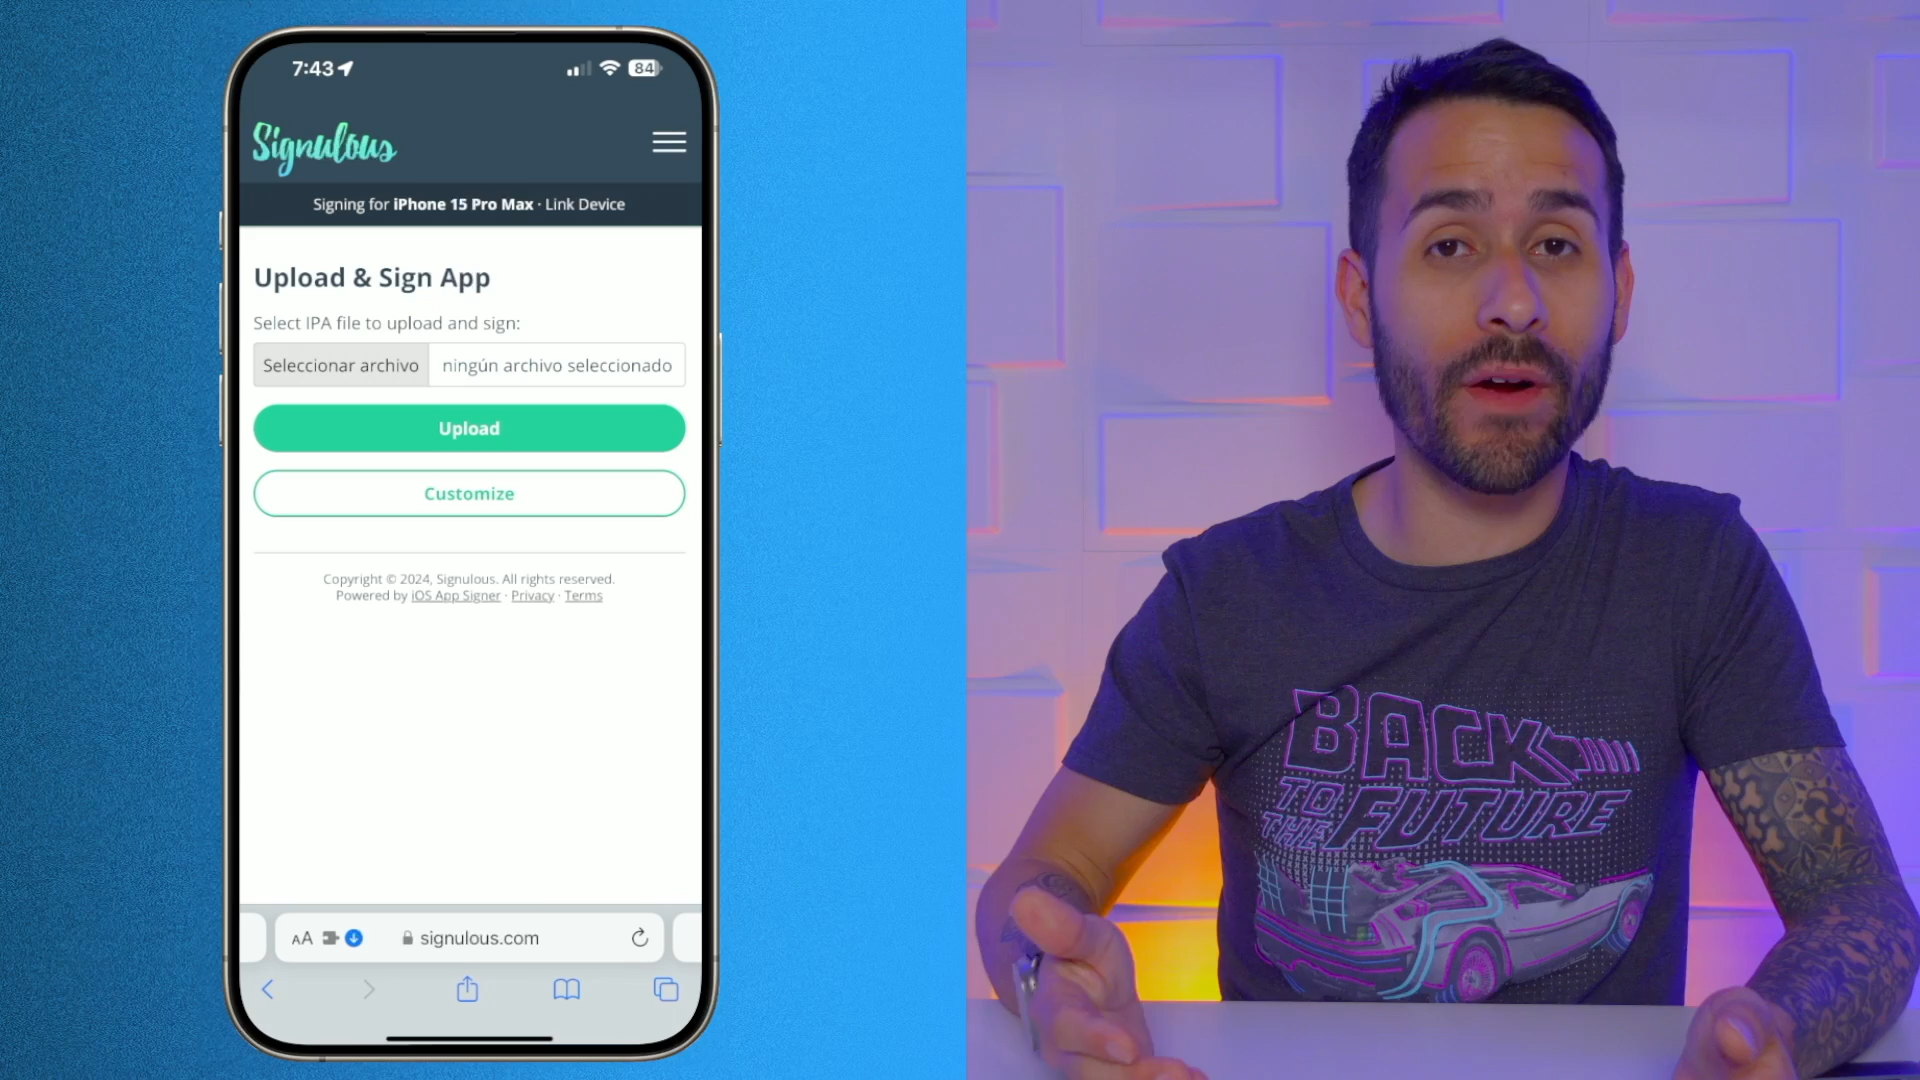 7:43
84
Signulous
Signing for iPhone 15 Pro Max · Link Device
Upload & Sign App
Select IPA file to upload and sign:
Seleccionar archivo ningún archivo seleccionado
Upload
Customize
Copyright © 2024, Signulous. All rights reserved.
Powered by iOS App Signer · Privacy · Terms
AA signulous.com
BACK
TO THE FUTURE